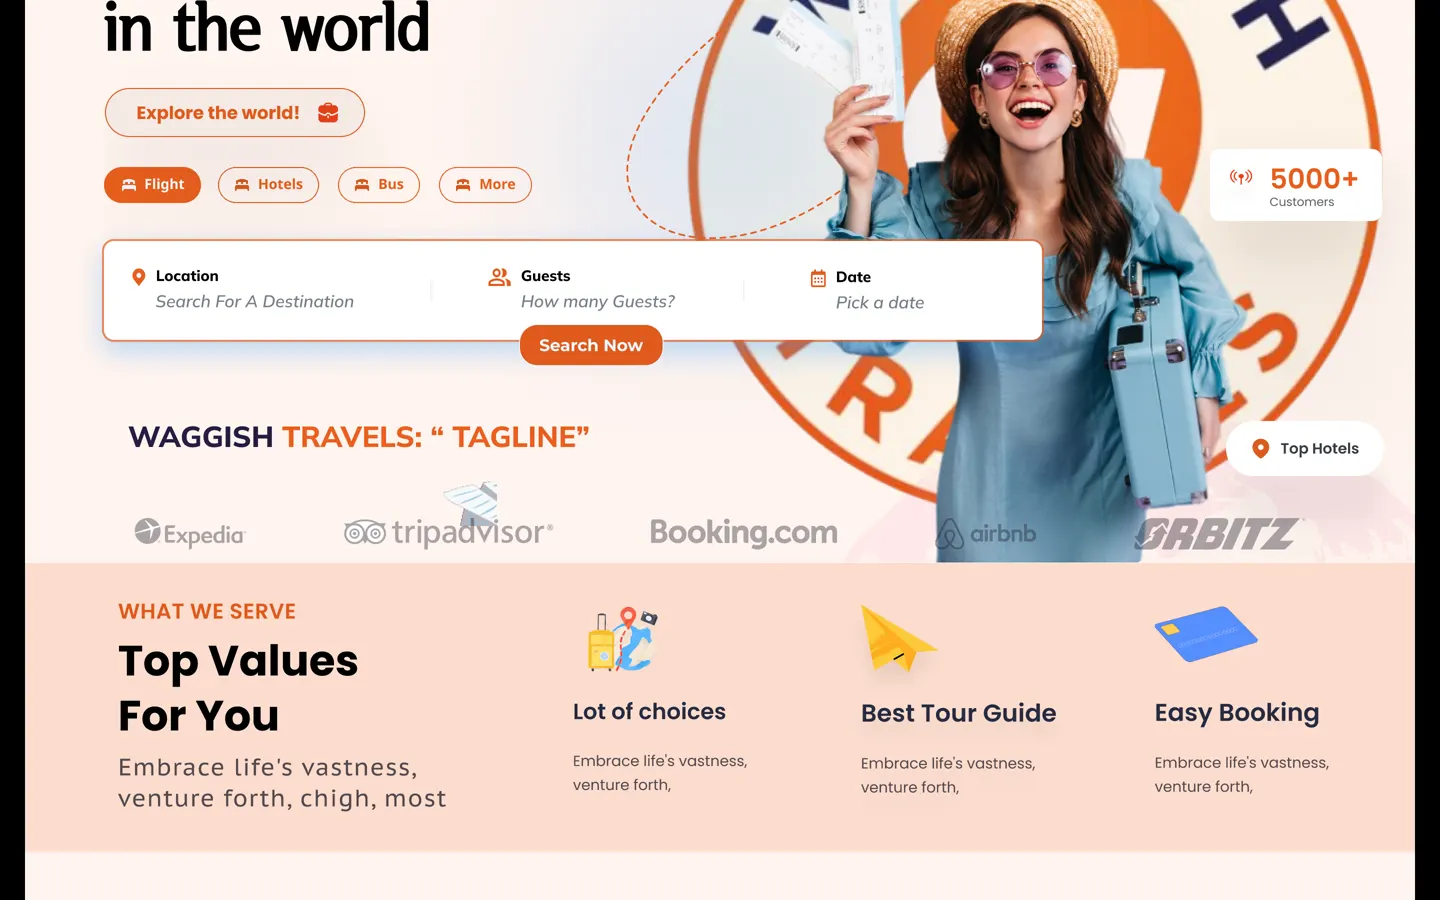 in the world
Explore the world!
Flight
Hotels
Bus
More
5000+
Customers
Location
Search For A Destination
Guests
How many Guests?
Date
Pick a date
Search Now
WAGGISH TRAVELS: “ TAGLINE”
Top Hotels
Expedia
tripadvisor®
Booking.com
airbnb
ORBITZ
WHAT WE SERVE
Top Values
For You
Embrace life's vastness,
venture forth, chigh, most
Lot of choices
Embrace life's vastness,
venture forth,
Best Tour Guide
Embrace life's vastness,
venture forth,
Easy Booking
Embrace life's vastness,
venture forth,